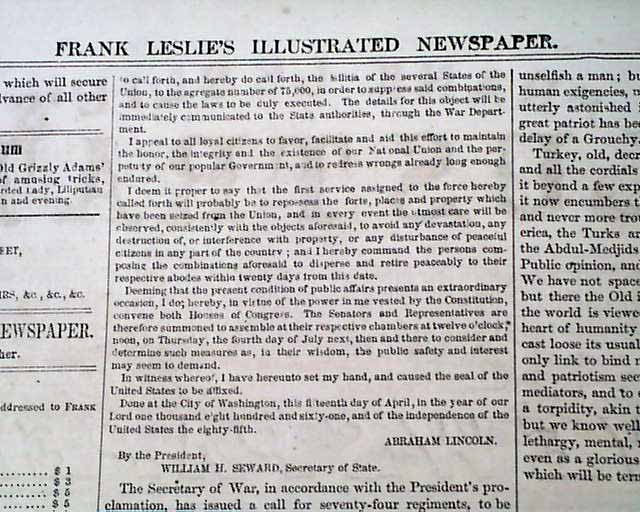 FRANK LESLIE'S ILLUSTRATED NEWSPAPER.
which will secure
lvance of all other
um
Old Grizzly Adams'
of amusing tricks,
rded Lady, Liliputian
n and evening.
EET,
IRS, &c., &c., &c.
NEWSPAPER.
her.
addressed to FRANK
$ 1
$ 3
$ 5
$ 5
to call forth, and hereby do call forth, the Militia of the several States of the
Union, to the agregate number of 75,000, in order to suppress said combinations,
and to cause the laws to be duly executed. The details for this object will be
immediately communicated to the State authorities, through the War Depart-
ment.
I appeal to all loyal citizens to favor, facilitate and aid this effort to maintain
the honor, the integrity and the existence of our National Union and the per-
petuty of our popular Government, and to redress wrongs already long enough
endured.
I deem it proper to say that the first service assigned to the force hereby
called forth will probably be to repossess the forts, places and property which
have been seized from the Union, and in every event the utmost care will be
observed, consistently with the objects aforesaid, to avoid any devastation, any
destruction of, or interference with property, or any disturbance of peaceful
citizens in any part of the country; and I hereby command the persons com-
posing the combinations aforesaid to disperse and retire peaceably to their
respective abodes within twenty days from this date.
Deeming that the present condition of public affairs presents an extraordinary
occasion, I do, hereby, in virtue of the power in me vested by the Constitution,
convene both Houses of Congress. The Senators and Representatives are
therefore summoned to assemble at their respective chambers at twelve o'clock,
noon, on Thursday, the fourth day of July next, then and there to consider and
determine such measures as, in their wisdom, the public safety and interest
may seem to demand.
In witness whereof, I have hereunto set my hand, and caused the seal of the
United States to be affixed.
Done at the City of Washington, this fifteenth day of April, in the year of our
Lord one thousand eight hundred and sixty-one, and of the independence of the
United States the eighty-fifth.
ABRAHAM LINCOLN.
By the President,
WILLIAM H. SEWARD, Secretary of State.
The Secretary of War, in accordance with the President's pro-
clamation, has issued a call for seventy-four regiments, to be
unselfish a man; bu
human exigencies, n
utterly astonished
great patriot has been
delay of a Grouchy.
Turkey, old, decr
and all the cordials
it beyond a few exp
it now encumbers t
and never more trou
erica, the Turks ar
the Abdul-Medjids
Public opinion, and
We have not space
but there the Old
the world is viewed
heart of humanity
cast loose its usual
only link to bind n
and patriotism sect
mediators, and to
a torpidity, akin t
but we know well
lethargy, mental,
even as a glorious
which will be tern